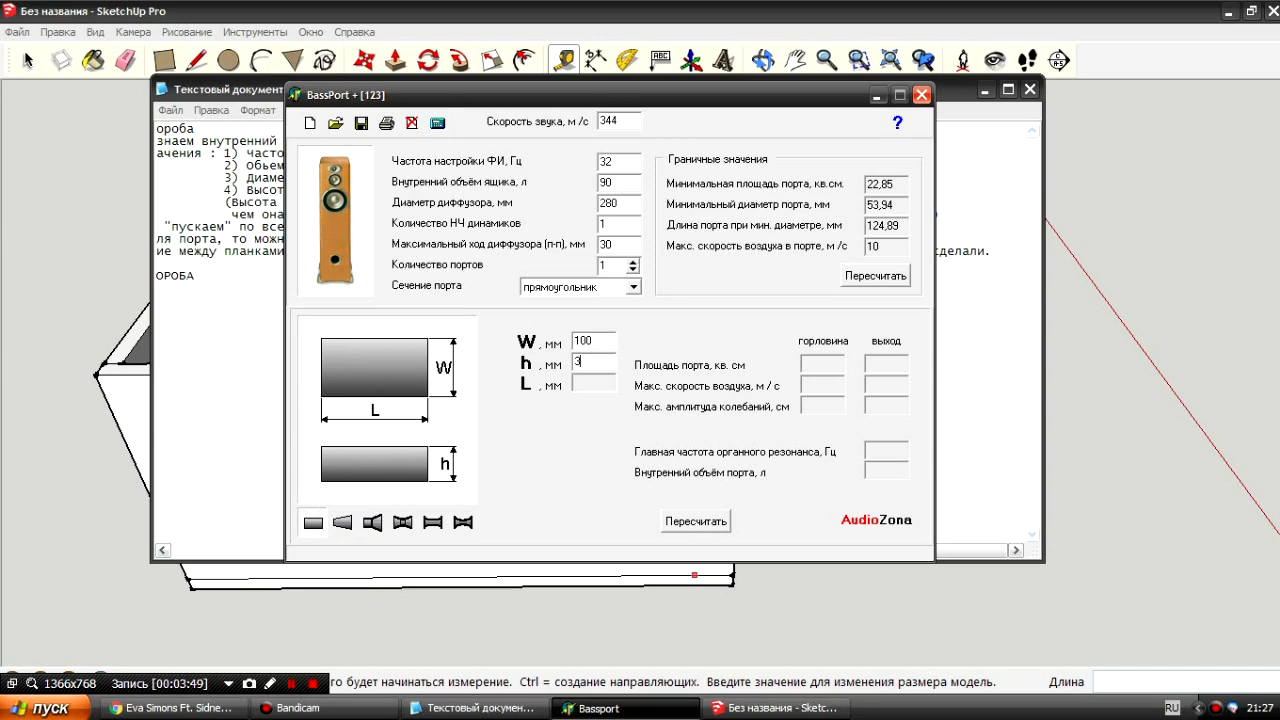 Без названия - SketchUp Pro
Файл Правка Вид Камера Рисование Инструменты Окно Справка
ABC
Текстовый документ
Файл Правка Формат
BassPort + [123]
Скорость звука, м /с 344
?
ороба
знаем внутренний
ачения : 1) Часто
2) Обьем
3) Диаме
4) Высот
(Высота
чем она
"пускаем" по все
ля порта, то можн
ие между планками
сделали.
ОРОБА
Частота настройки ФИ, Гц 32
Внутренний объём ящика, л 90
Диаметр диффузора, мм 280
Количество НЧ динамиков 1
Максимальный ход диффузора (п-п), мм 30
Количество портов 1
Сечение порта прямоугольник
Граничные значения
Минимальная площадь порта, кв.см. 22,85
Минимальный диаметр порта, мм 53,94
Длина порта при мин. диаметре, мм 124,89
Макс. скорость воздуха в порте, м /с 10
Пересчитать
W
L
h
W , мм 100
h , мм 3
L , мм
горловина выход
Площадь порта, кв. см
Макс. скорость воздуха, м / с
Макс. амплитуда колебаний, см
Главная частота органного резонанса, Гц
Внутренний объём порта, л
Пересчитать
AudioZona
1366x768 Запись [00:03:49]
го будет начинаться измерение. Ctrl = создание направляющих. Введите значение для изменения размера модели.
Длина
пуск
Eva Simons Ft. Sidne...
Bandicam
Текстовый докумен...
Bassport
Без названия - Sketc...
RU
21:27